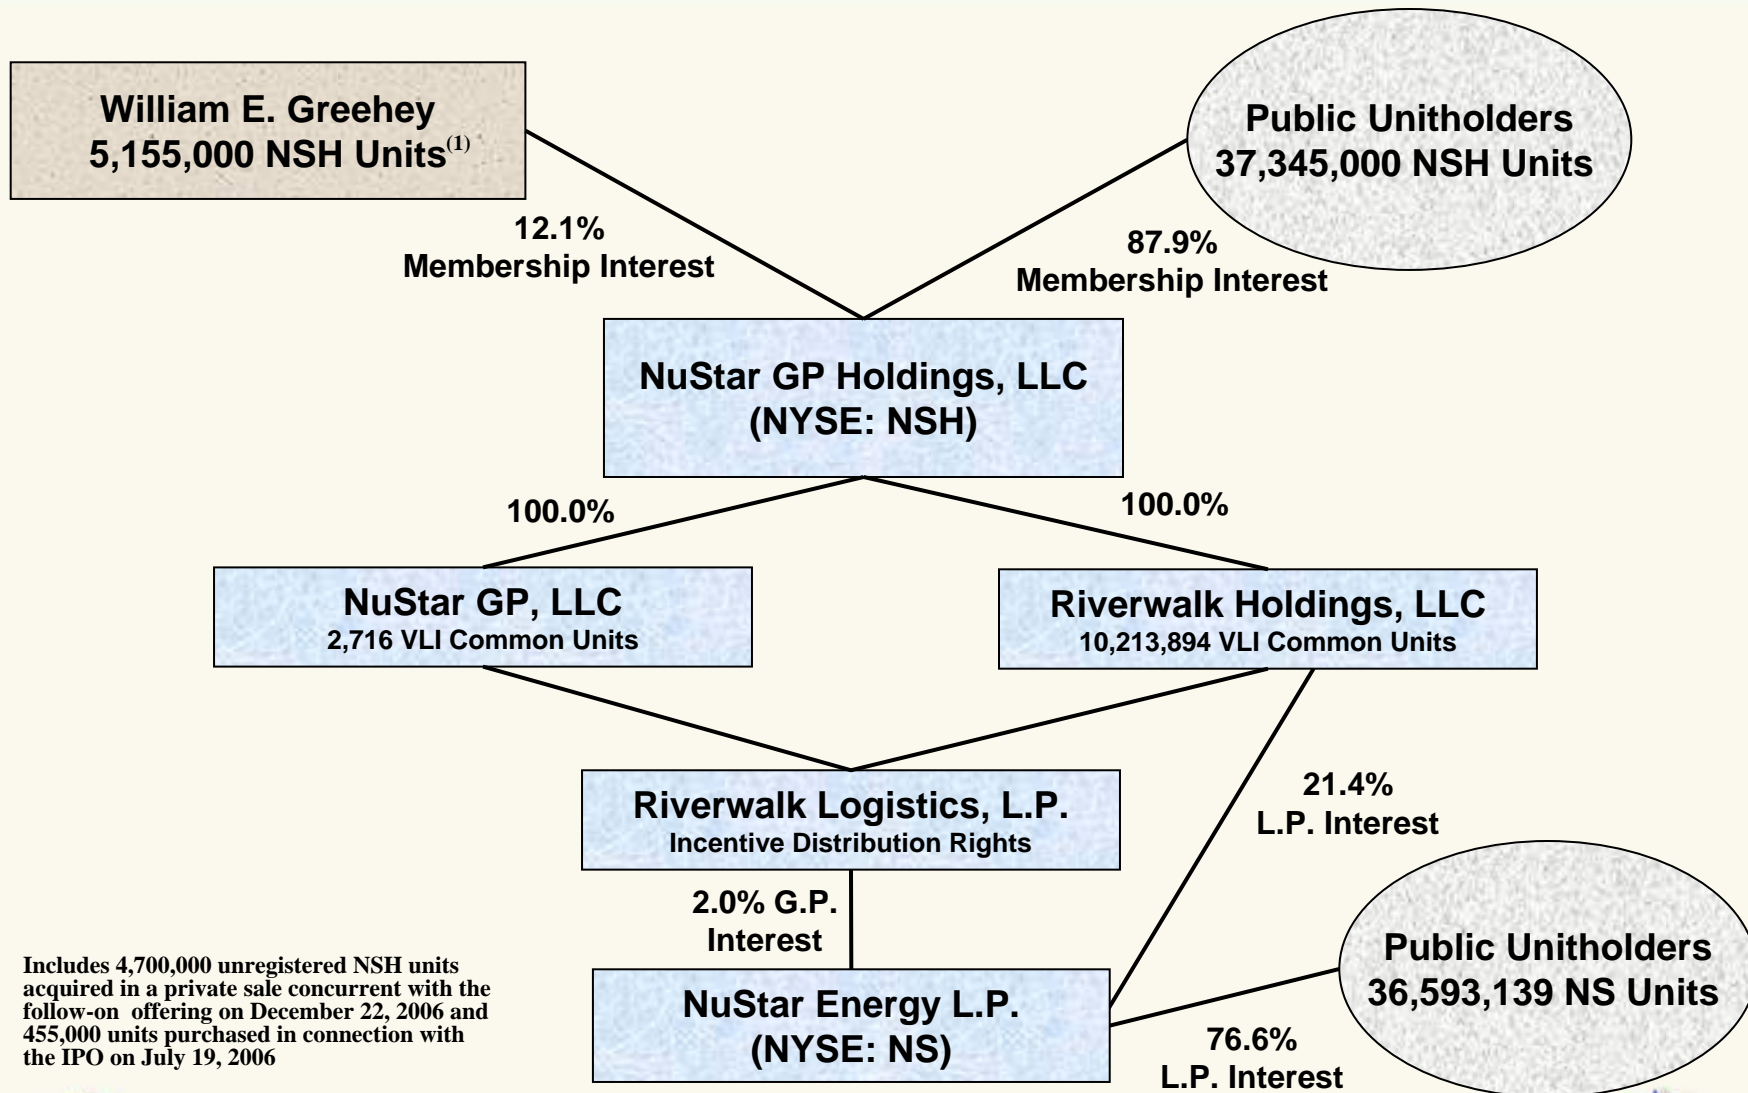 William E. Greehey
5,155,000 NSH Units(1)
Public Unitholders
37,345,000 NSH Units
12.1%
Membership Interest
87.9%
Membership Interest
NuStar GP Holdings, LLC
(NYSE: NSH)
100.0%
100.0%
NuStar GP, LLC
2,716 VLI Common Units
Riverwalk Holdings, LLC
10,213,894 VLI Common Units
Riverwalk Logistics, L.P.
Incentive Distribution Rights
21.4%
L.P. Interest
2.0% G.P.
Interest
Public Unitholders
36,593,139 NS Units
NuStar Energy L.P.
(NYSE: NS)
76.6%
L.P. Interest
Includes 4,700,000 unregistered NSH units
acquired in a private sale concurrent with the
follow-on offering on December 22, 2006 and
455,000 units purchased in connection with
the IPO on July 19, 2006